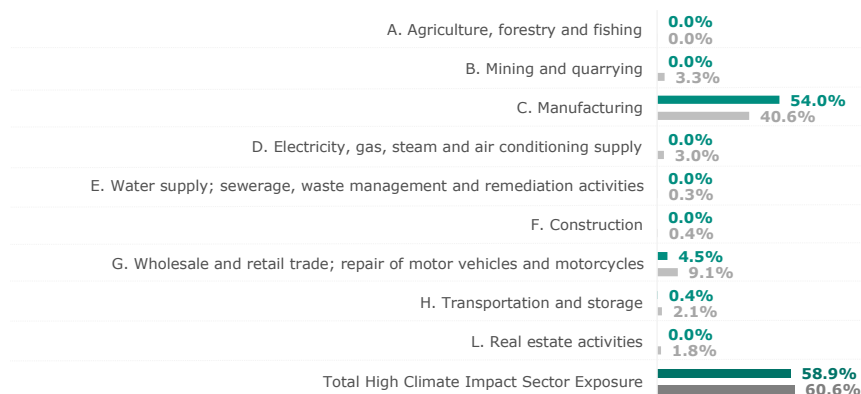 A. Agriculture, forestry and fishing 0.0%
0.0%
B. Mining and quarrying 0.0%
3.3%
C. Manufacturing 54.0%
40.6%
D. Electricity, gas, steam and air conditioning supply 0.0%
3.0%
E. Water supply; sewerage, waste management and remediation activities 0.0%
0.3%
F. Construction 0.0%
0.4%
G. Wholesale and retail trade; repair of motor vehicles and motorcycles 4.5%
9.1%
H. Transportation and storage 0.4%
2.1%
L. Real estate activities 0.0%
1.8%
Total High Climate Impact Sector Exposure 58.9%
60.6%